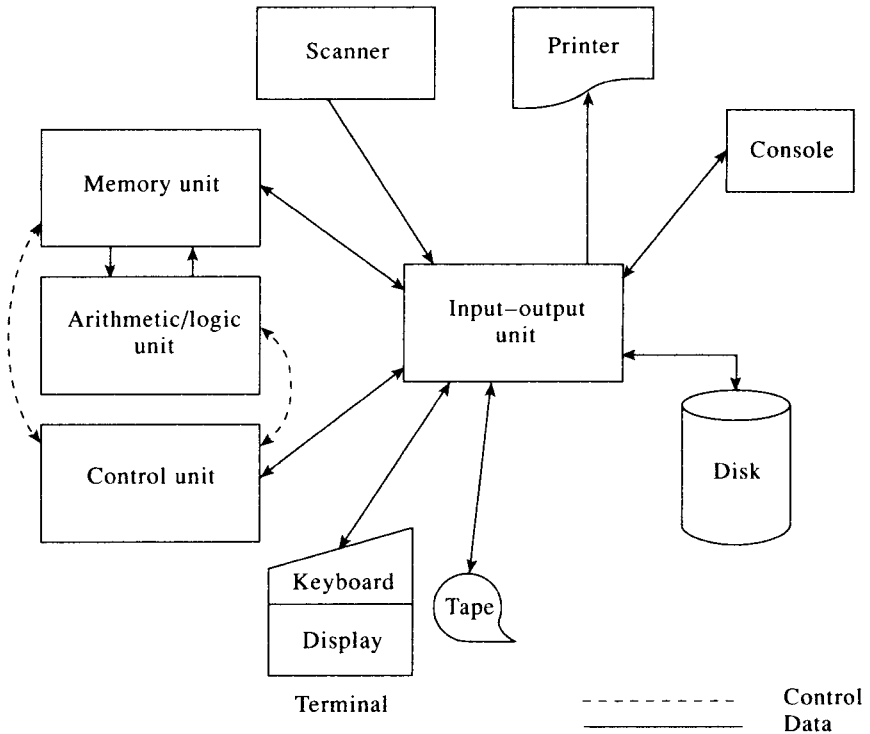 Scanner
Printer
Console
Memory unit
Arithmetic/logic
unit
Input–output
unit
Control unit
Disk
Keyboard
Display
Tape
Terminal
Control
Data